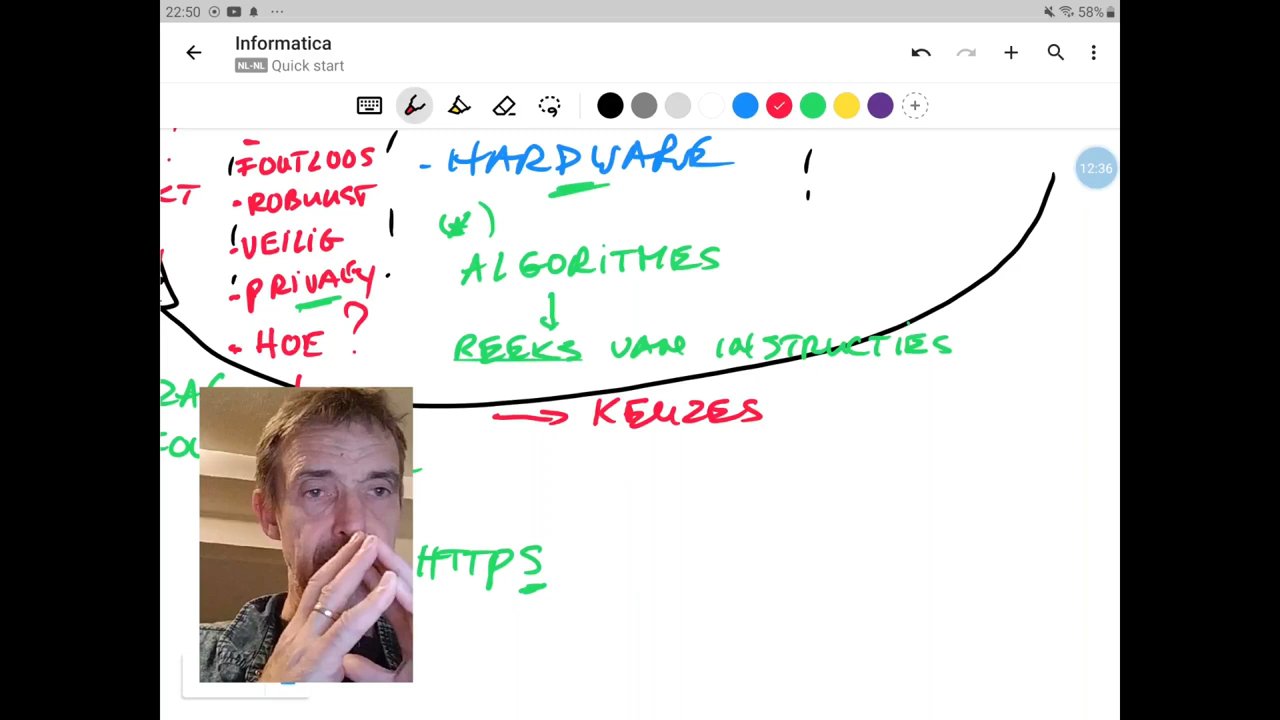 22:50 58%
Informatica
NL-NL Quick start
12:36
- HARDWARE
FOUTLOOS
- ROBUUST
- VEILIG
- PRIVACY
- HOE?
KT
(*)
ALGORITMES
REEKS VAN INSTRUCTIES
→ KEUZES
HTTPS